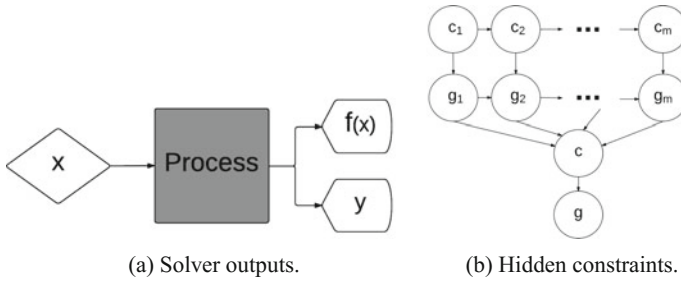 x
Process
f(x)
y
(a) Solver outputs.
c1 c2 ... cm
g1 g2 ... gm
c
g
(b) Hidden constraints.